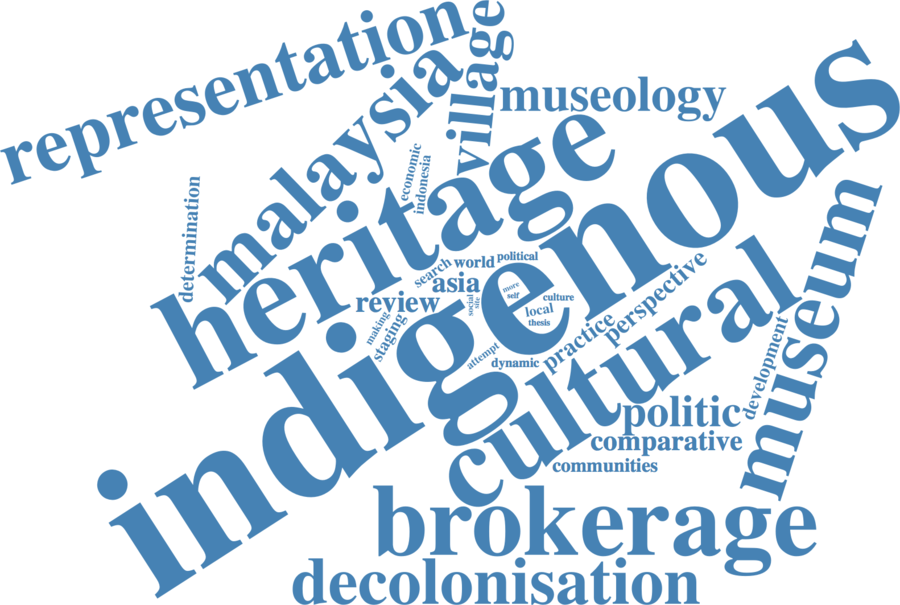 representation
malaysia
village
museology
heritage
indigenous
economic
indonesia
determination
search
world
political
asia
review
more
self
social
site
culture
local
thesis
making
staging
attempt
dynamic
practice
perspective
cultural
museum
development
politic
comparative
communities
brokerage
decolonisation